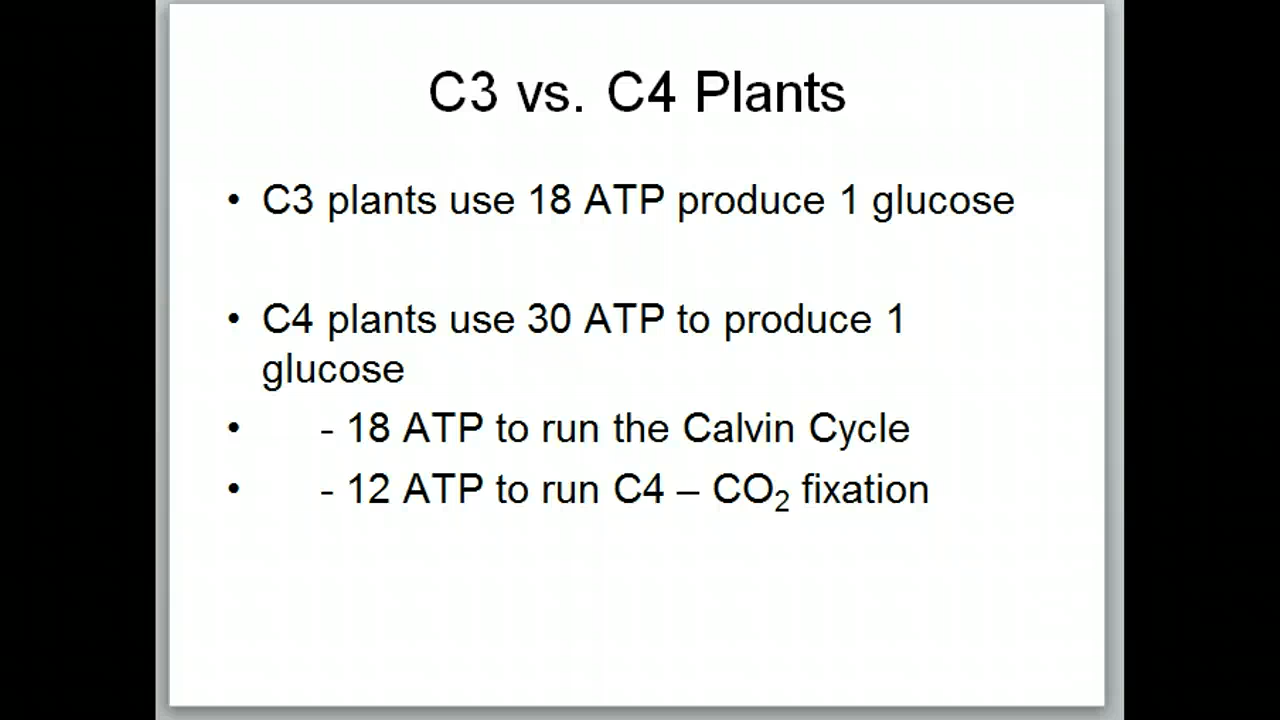 C3 vs. C4 Plants
• C3 plants use 18 ATP produce 1 glucose
• C4 plants use 30 ATP to produce 1
glucose
• - 18 ATP to run the Calvin Cycle
• - 12 ATP to run C4 – CO₂ fixation